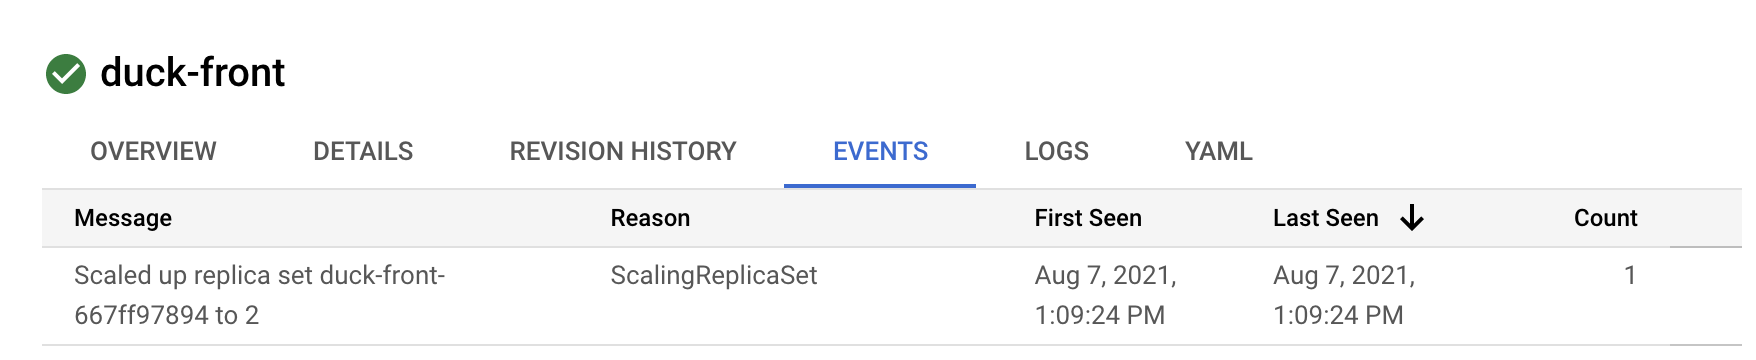 duck-front
OVERVIEW DETAILS REVISION HISTORY EVENTS LOGS YAML
Message Reason First Seen Last Seen Count
Scaled up replica set duck-front- ScalingReplicaSet Aug 7, 2021, Aug 7, 2021, 1
667ff97894 to 2 1:09:24 PM 1:09:24 PM